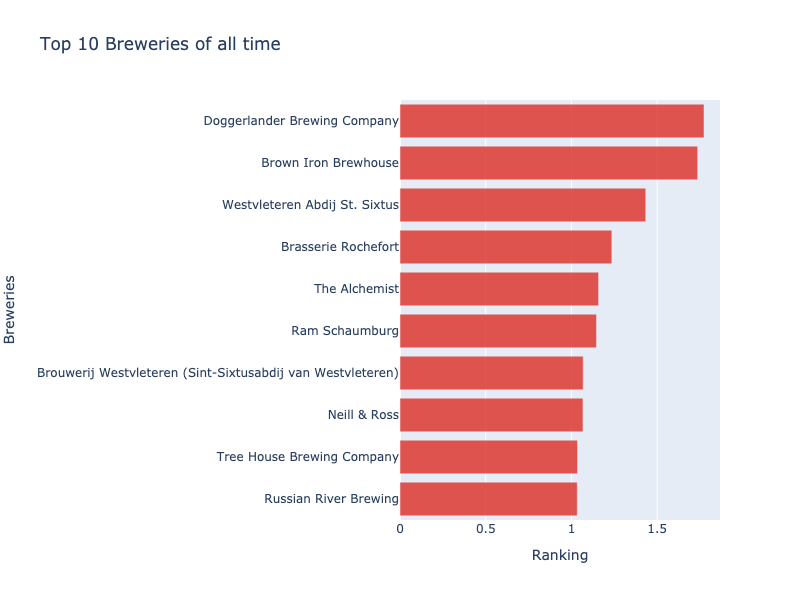 Top 10 Breweries of all time
Breweries
Doggerlander Brewing Company
Brown Iron Brewhouse
Westvleteren Abdij St. Sixtus
Brasserie Rochefort
The Alchemist
Ram Schaumburg
Brouwerij Westvleteren (Sint-Sixtusabdij van Westvleteren)
Neill & Ross
Tree House Brewing Company
Russian River Brewing
0 0.5 1 1.5
Ranking